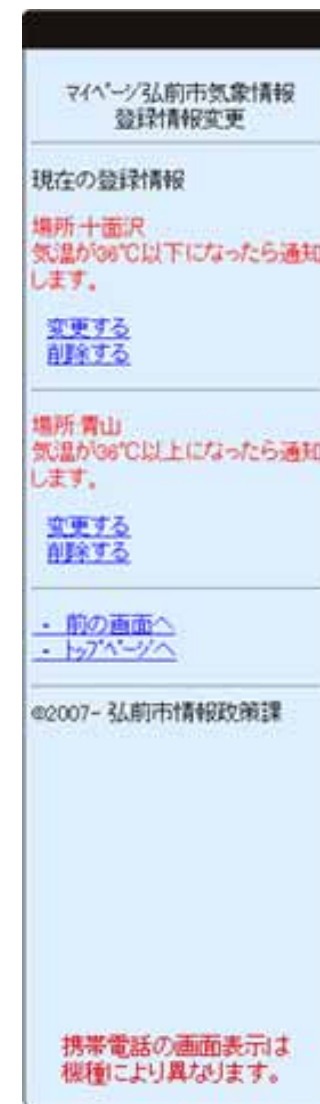 マイページ弘前市気象情報
登録情報変更
現在の登録情報
場所:十面沢
気温が36℃以下になったら通知
します。
変更する
削除する
場所:青山
気温が36℃以上になったら通知
します。
変更する
削除する
・ 前の画面へ
・ トップページへ
©2007- 弘前市情報政策課
携帯電話の画面表示は
機種により異なります。